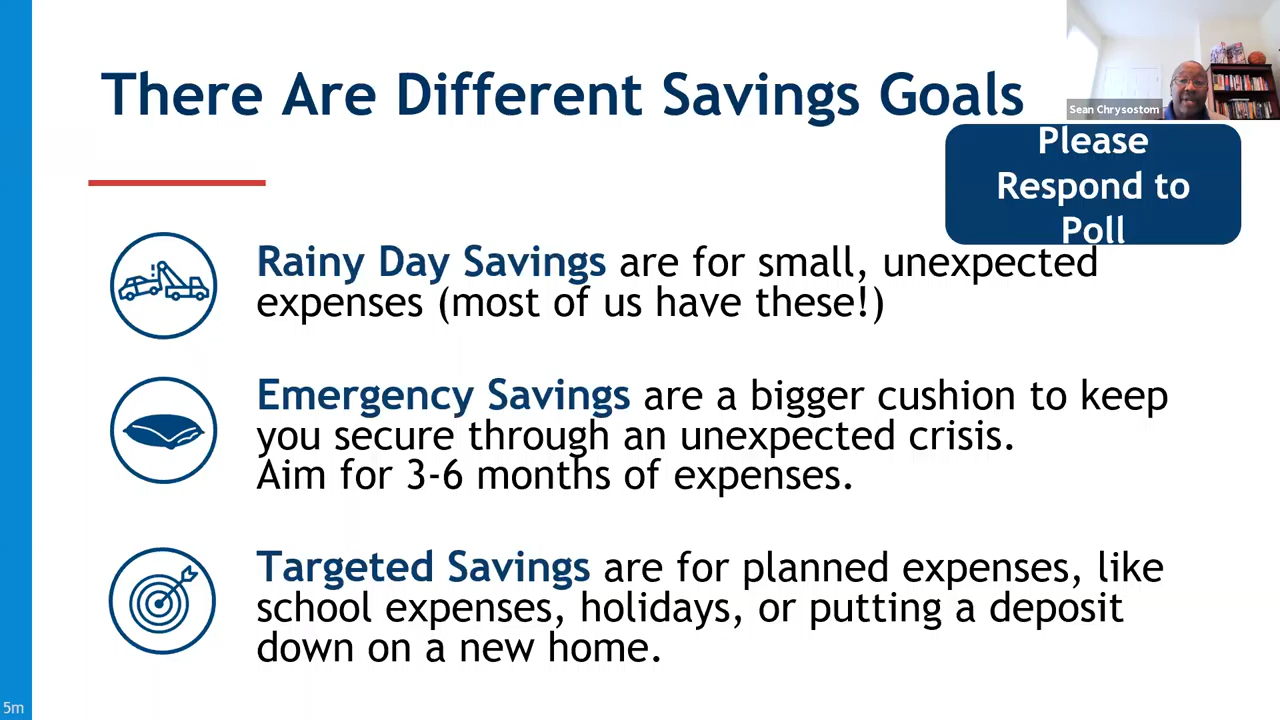 There Are Different Savings Goals
Sean Chrysostom
Please
Respond to
Poll
Rainy Day Savings are for small, unexpected
expenses (most of us have these!)
Emergency Savings are a bigger cushion to keep
you secure through an unexpected crisis.
Aim for 3-6 months of expenses.
Targeted Savings are for planned expenses, like
school expenses, holidays, or putting a deposit
down on a new home.
5m